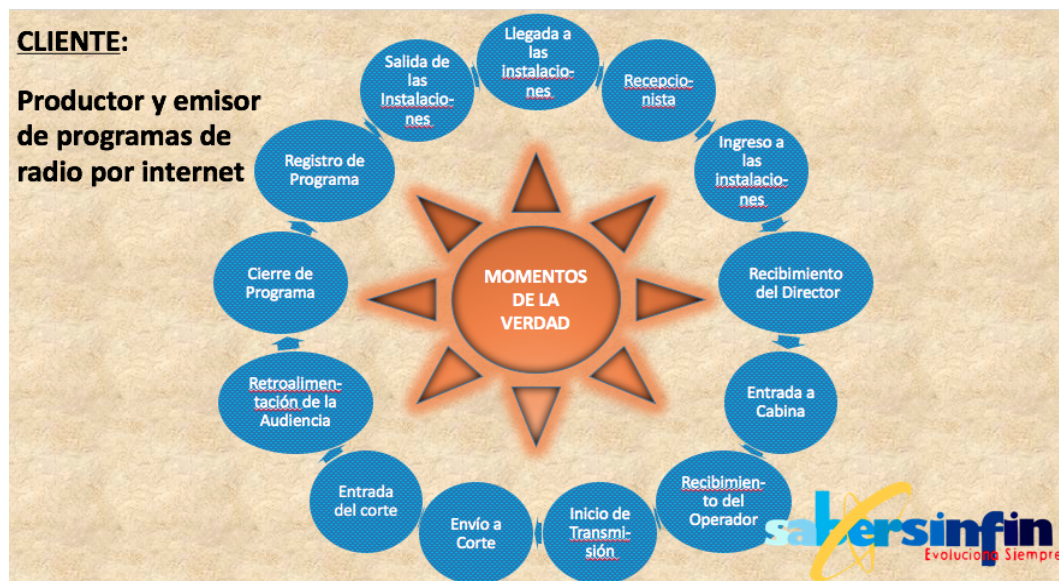 CLIENTE:
Productor y emisor
de programas de
radio por internet
Llegada a
las
instalacio-
nes
Recepcio-
nista
Ingreso a
las
instalacio-
nes
Recibimiento
del Director
Entrada a
Cabina
Recibimien-
to del
Operador
Inicio de
Transmi-
sión
Envío a
Corte
Entrada
del corte
Retroalimen-
tación de la
Audiencia
Cierre de
Programa
Registro de
Programa
Salida de
las
Instalacio-
nes
MOMENTOS
DE LA
VERDAD
sabersinfin
Evoluciona Siempre